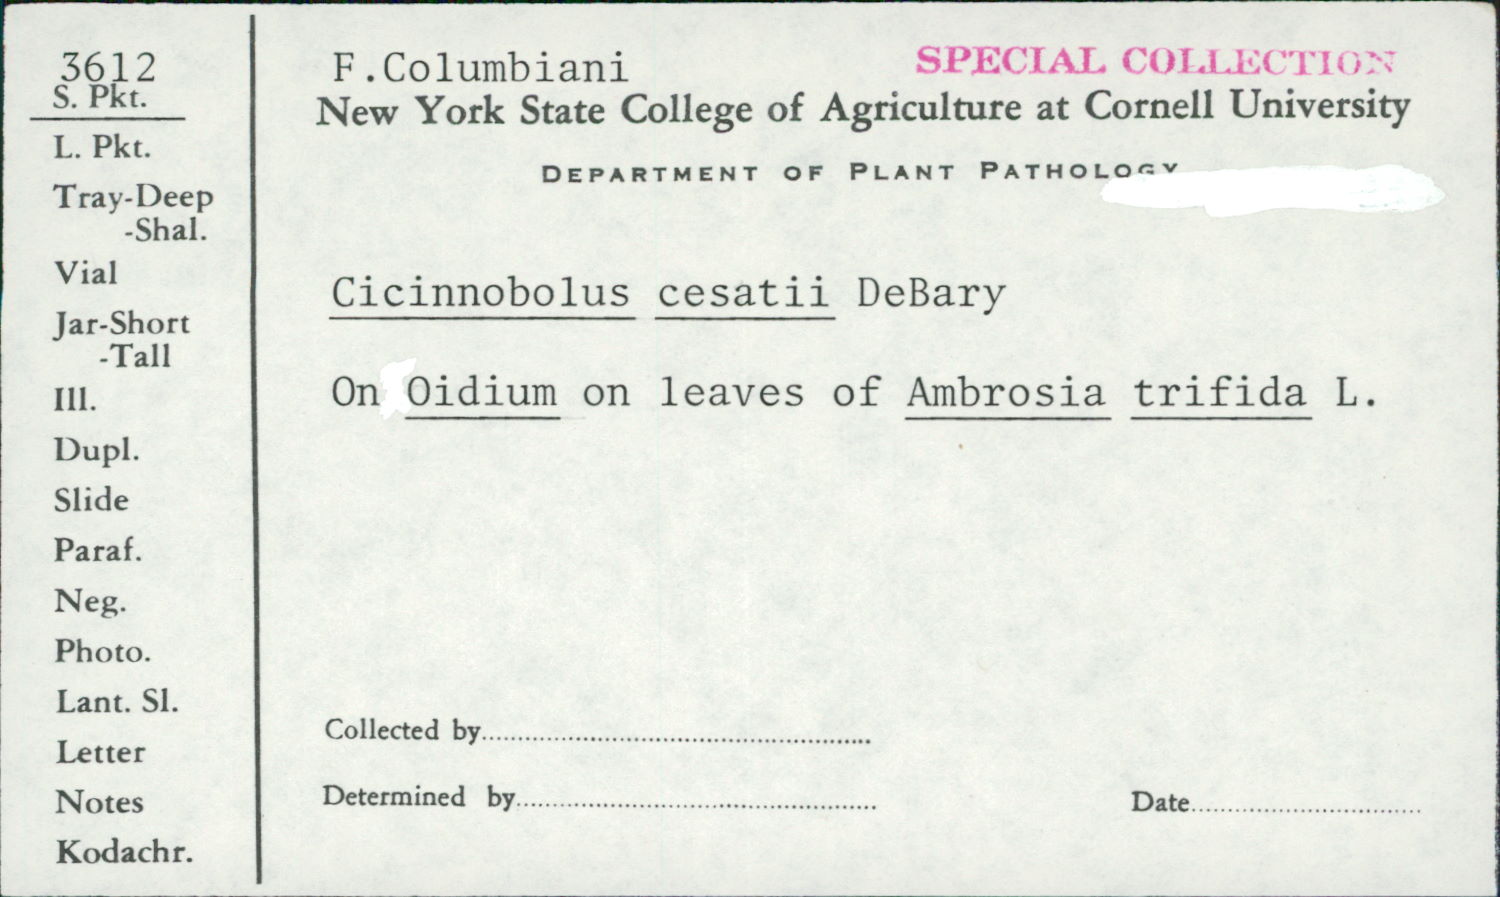 3612
S. Pkt.
L. Pkt.
Tray-Deep
-Shal.
Vial
Jar-Short
-Tall
Ill.
Dupl.
Slide
Paraf.
Neg.
Photo.
Lant. Sl.
Letter
Notes
Kodachr.
F.Columbiani
SPECIAL COLLECTION
New York State College of Agriculture at Cornell University
DEPARTMENT OF PLANT PATHOLOGY
Cicinnobolus cesatii DeBary
On Oidium on leaves of Ambrosia trifida L.
Collected by
Determined by
Date